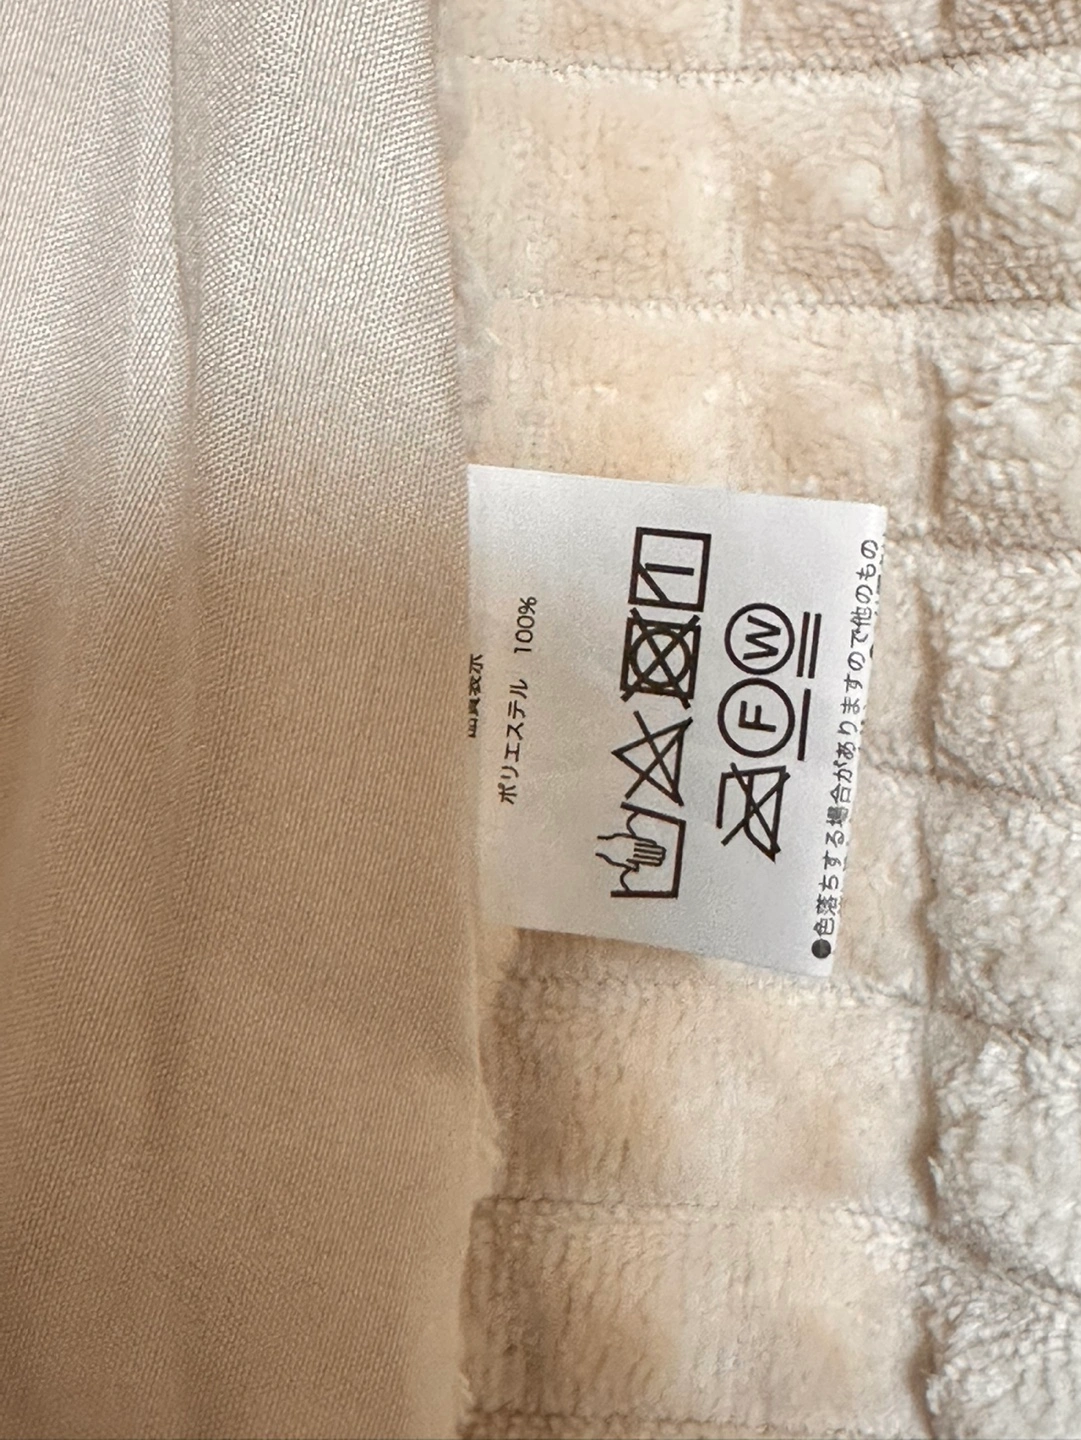 ポリエステル 100%
F W
●色落ちする場合がありますので他のもの